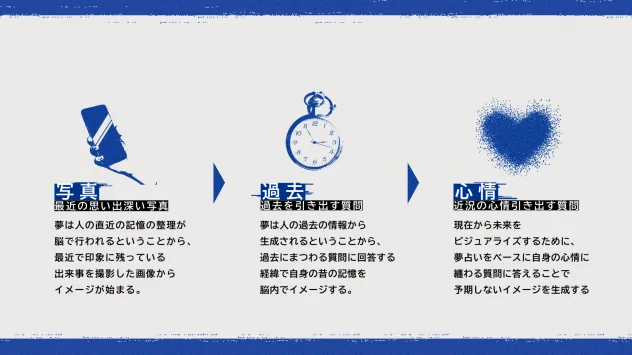 写真
最近の思い出深い写真
夢は人の直近の記憶の整理が
脳で行われるということから、
最近で印象に残っている
出来事を撮影した画像から
イメージが始まる。
過去
過去を引き出す質問
夢は人の過去の情報から
生成されるということから、
過去にまつわる質問に回答する
経緯で自身の昔の記憶を
脳内でイメージする。
心情
近況の心情引き出す質問
現在から未来を
ビジュアライズするために、
夢占いをベースに自身の心情に
纏わる質問に答えることで
予期しないイメージを生成する